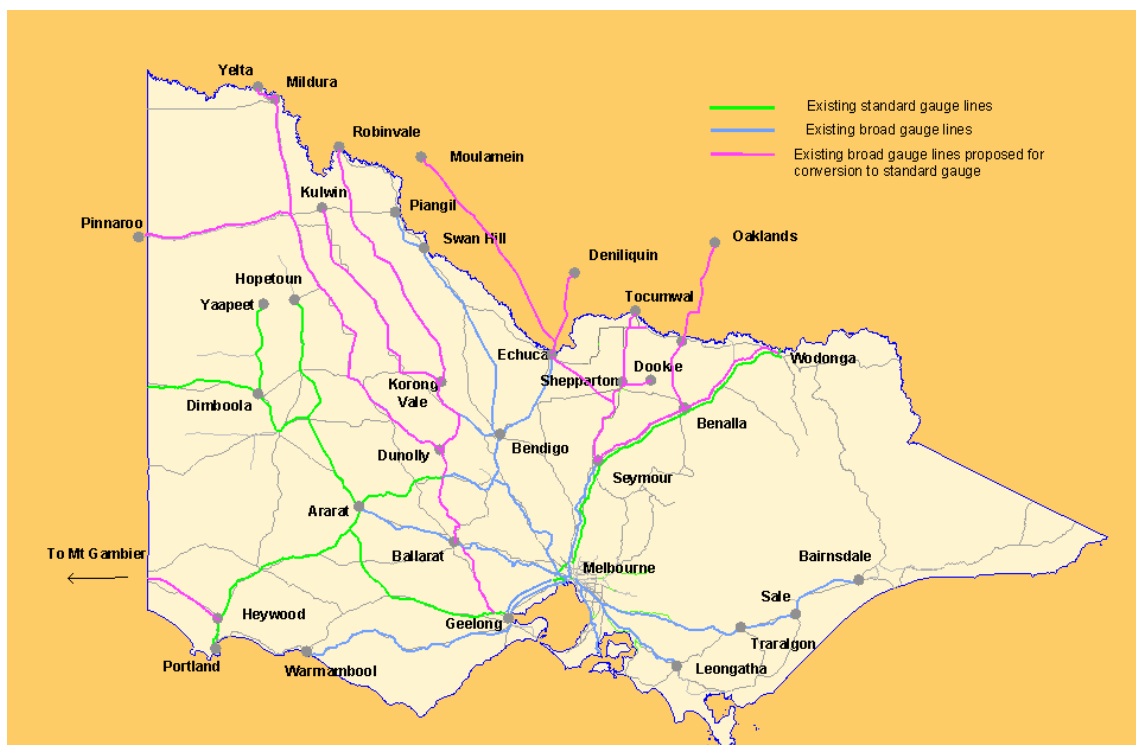 Yelta
Mildura
Existing standard gauge lines
Existing broad gauge lines
Robinvale
Moulamein
Existing broad gauge lines proposed for
conversion to standard gauge
Kulwin
Piangil
Pinnaroo
Swan Hill
Oaklands
Deniliquin
Hopetoun
Yaapeet
Tocumwal
Echuca
Wodonga
Dookie
Shepparton
Korong
Vale
Dimboola
Benalla
Bendigo
Dunolly
Seymour
Ararat
To Mt Gambier
Ballarat
Melbourne
Bairnsdale
Sale
Heywood
Geelong
Traralgon
Portland
Warrnambool
Leongatha